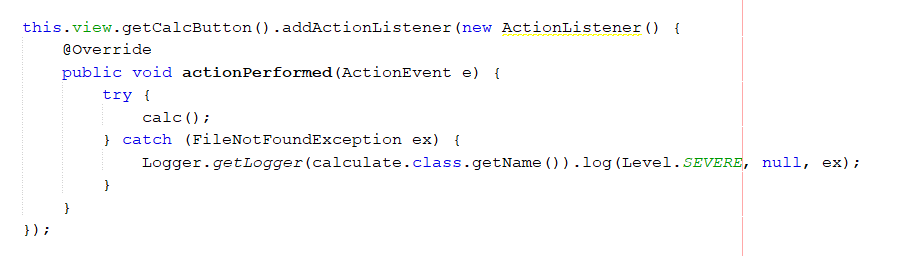 this.view.getCalcButton().addActionListener(new ActionListener() {
    @Override
    public void actionPerformed(ActionEvent e) {
        try {
            calc();
        } catch (FileNotFoundException ex) {
            Logger.getLogger(calculate.class.getName()).log(Level.SEVERE, null, ex);
        }
    }
});